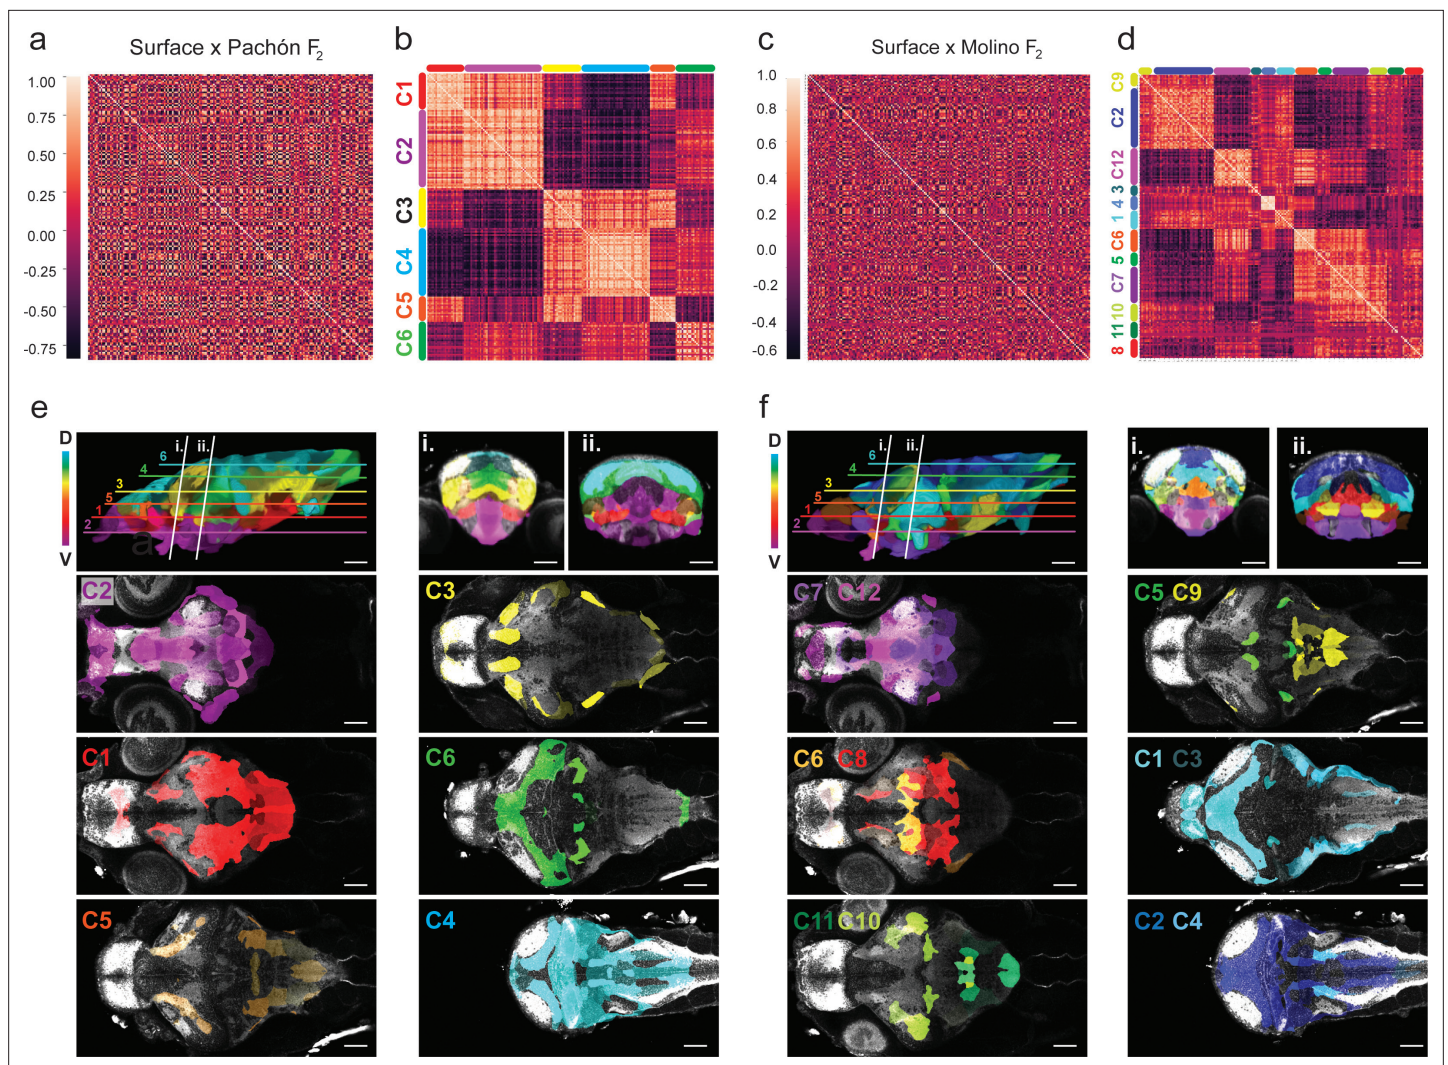 a
Surface x Pachón F2
1.00
0.75
0.50
0.25
0.00
-0.25
-0.50
-0.75
b
C1
C2
C3
C4
C5
C6
c
Surface x Molino F2
1.0
0.8
0.6
0.4
0.2
0.0
-0.2
-0.4
-0.6
d
C9
C2
C12
3
4
1
C6
5
C7
10
11
8
e
D
V
i.
ii.
6
4
3
5
1
2
a
i.
ii.
C2
C3
C1
C6
C5
C4
f
D
V
i.
ii.
6
4
3
5
1
2
i.
ii.
C7 C12
C5 C9
C6 C8
C1 C3
C11 C10
C2 C4